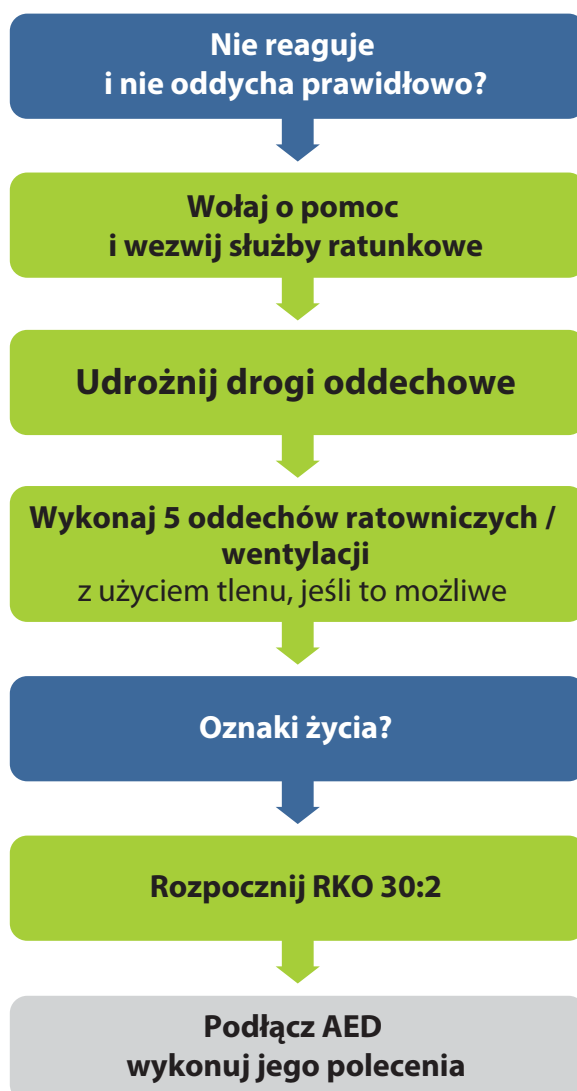 Nie reaguje
i nie oddycha prawidłowo?
Wołaj o pomoc
i wezwij służby ratunkowe
Udrożnij drogi oddechowe
Wykonaj 5 oddechów ratowniczych /
wentylacji
z użyciem tlenu, jeśli to możliwe
Oznaki życia?
Rozpocznij RKO 30:2
Podłącz AED
wykonuj jego polecenia